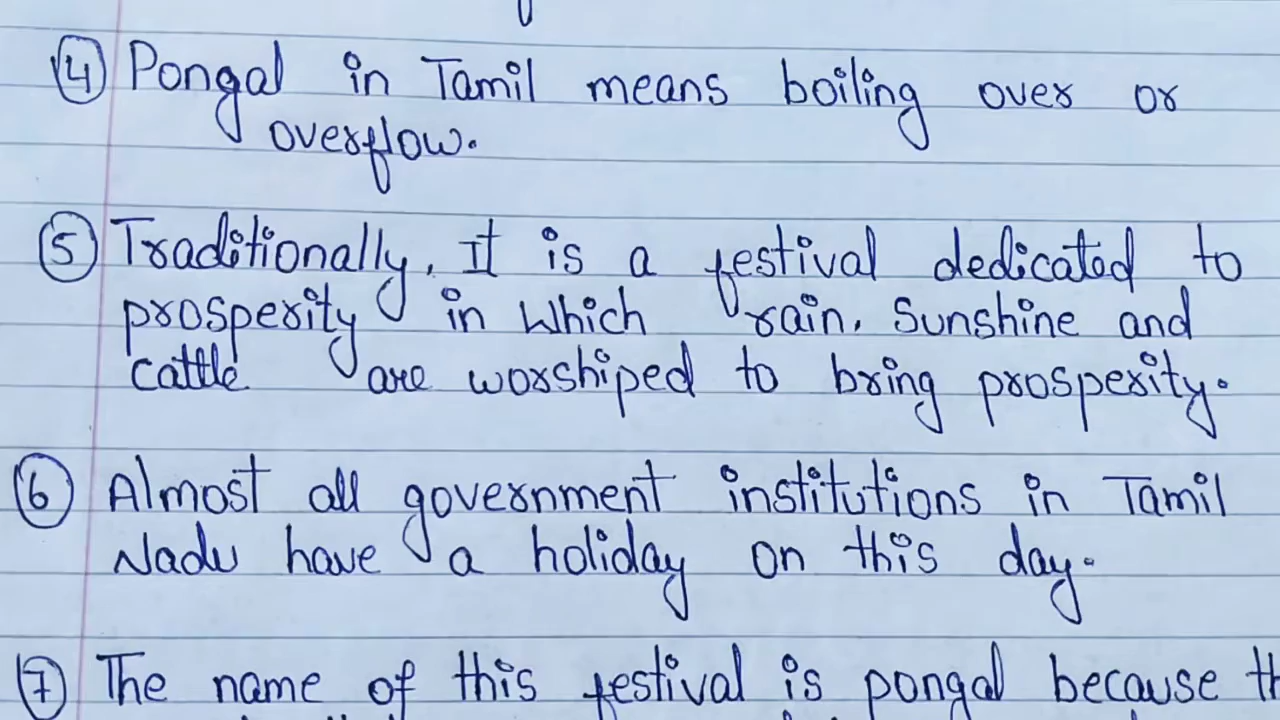 ④ Pongal in Tamil means boiling over or
overflow.
⑤ Traditionally, It is a festival dedicated to
prosperity in which rain, Sunshine and
cattle are worshiped to bring prosperity.
⑥ Almost all government institutions in Tamil
Nadu have a holiday on this day.
⑦ The name of this festival is pongal because